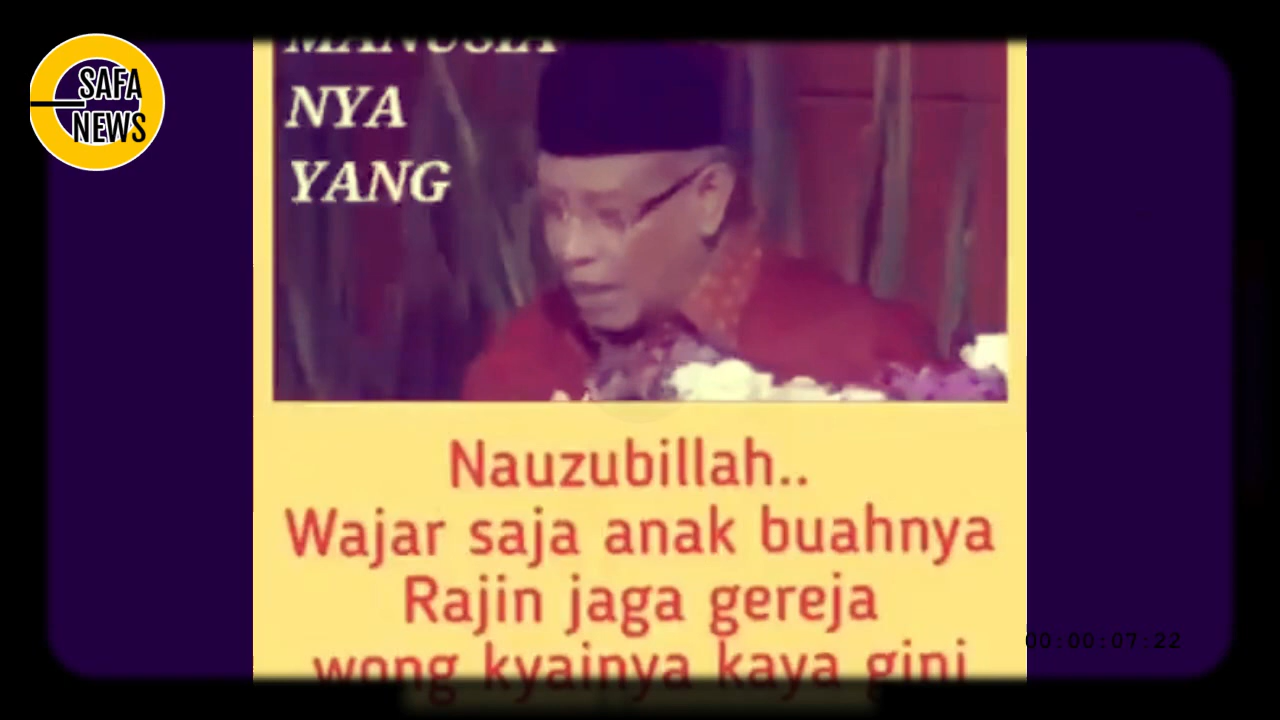 SAFA
NEWS
MANUSIA
NYA
YANG
Nauzubillah..
Wajar saja anak buahnya
Rajin jaga gereja
wong kyainya kaya gini
00:00:07:22